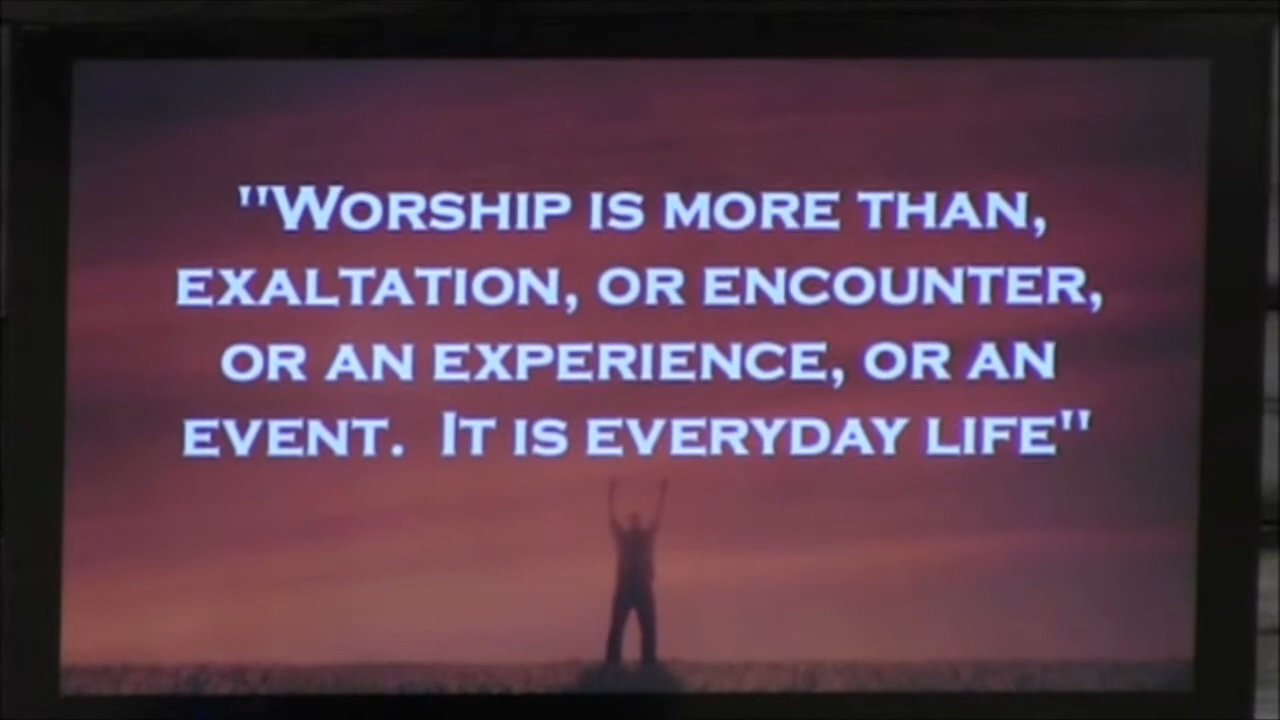 "Worship is more than,
exaltation, or encounter,
or an experience, or an
event. It is everyday life"